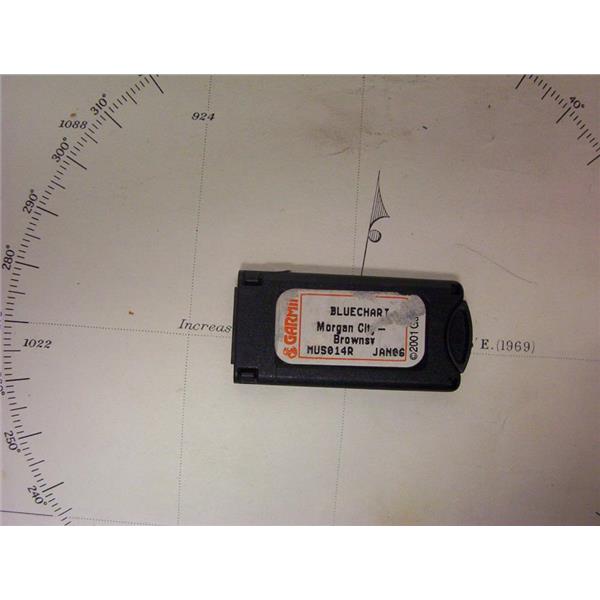 310°
40°
1088
924
300°
290°
280°
GARMIN
BLUECHART
Morgan City-
Brownsv
MUS014R JAN06
©2001 Ga
Increas
E. (1969)
1022
250°
240°